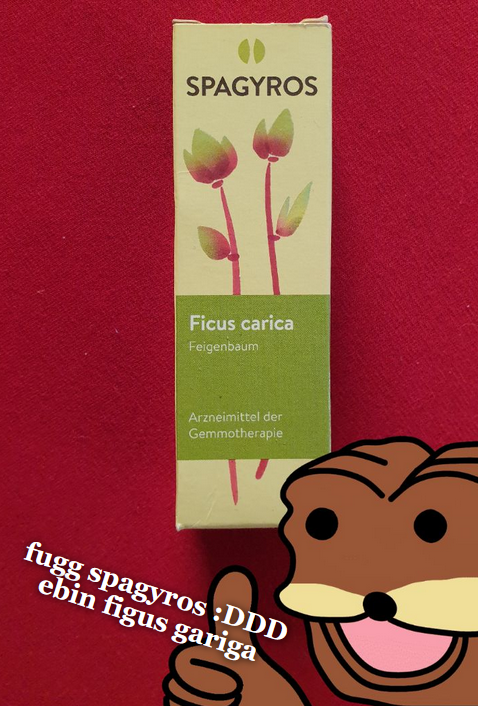 SPAGYROS
Ficus carica
Feigenbaum
Arzneimittel der
Gemmotherapie
fugg spagyros :DDD
ebin figus gariga